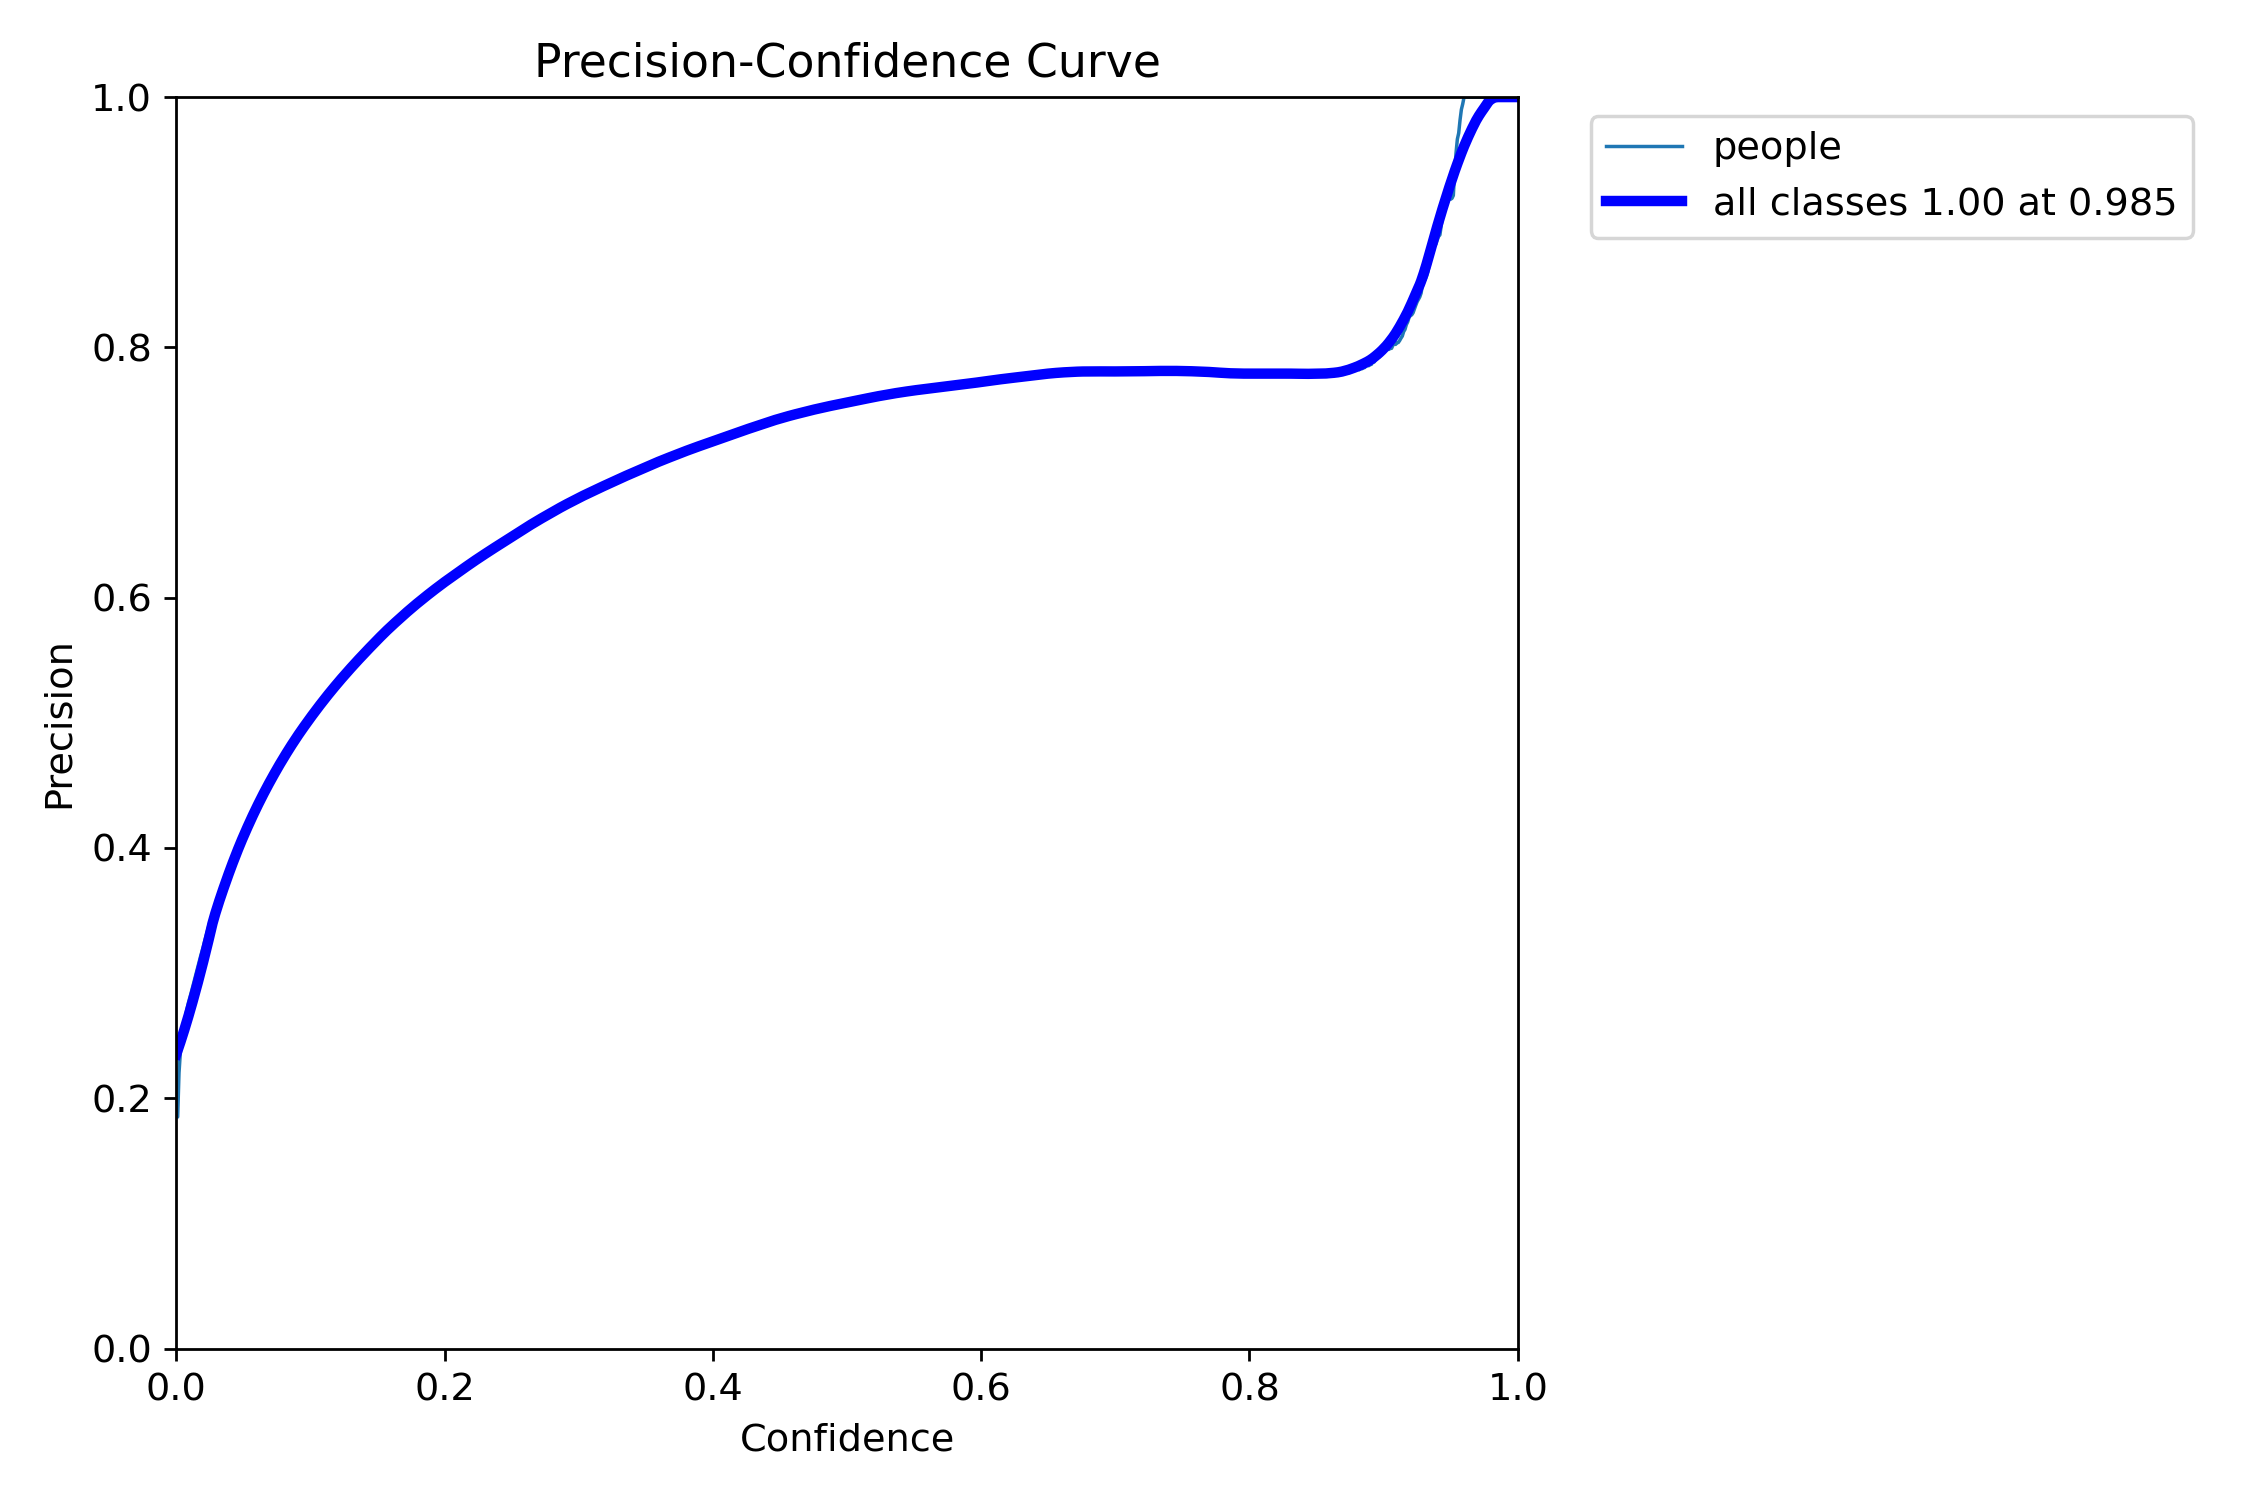 Precision-Confidence Curve
1.0
0.8
0.6
0.4
0.2
0.0
Precision
0.0 0.2 0.4 0.6 0.8 1.0
Confidence
people
all classes 1.00 at 0.985